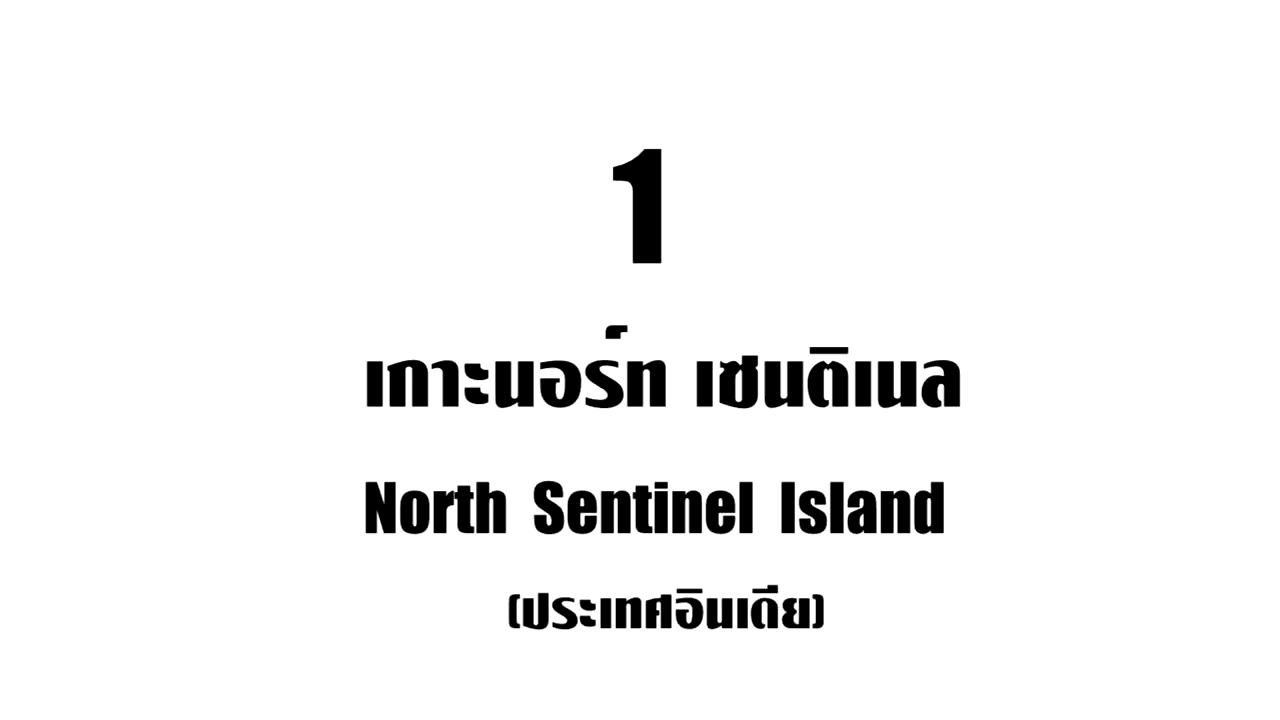 1
เกาะนอร์ท เซนติเนล
North Sentinel Island
(ประเทศอินเดีย)